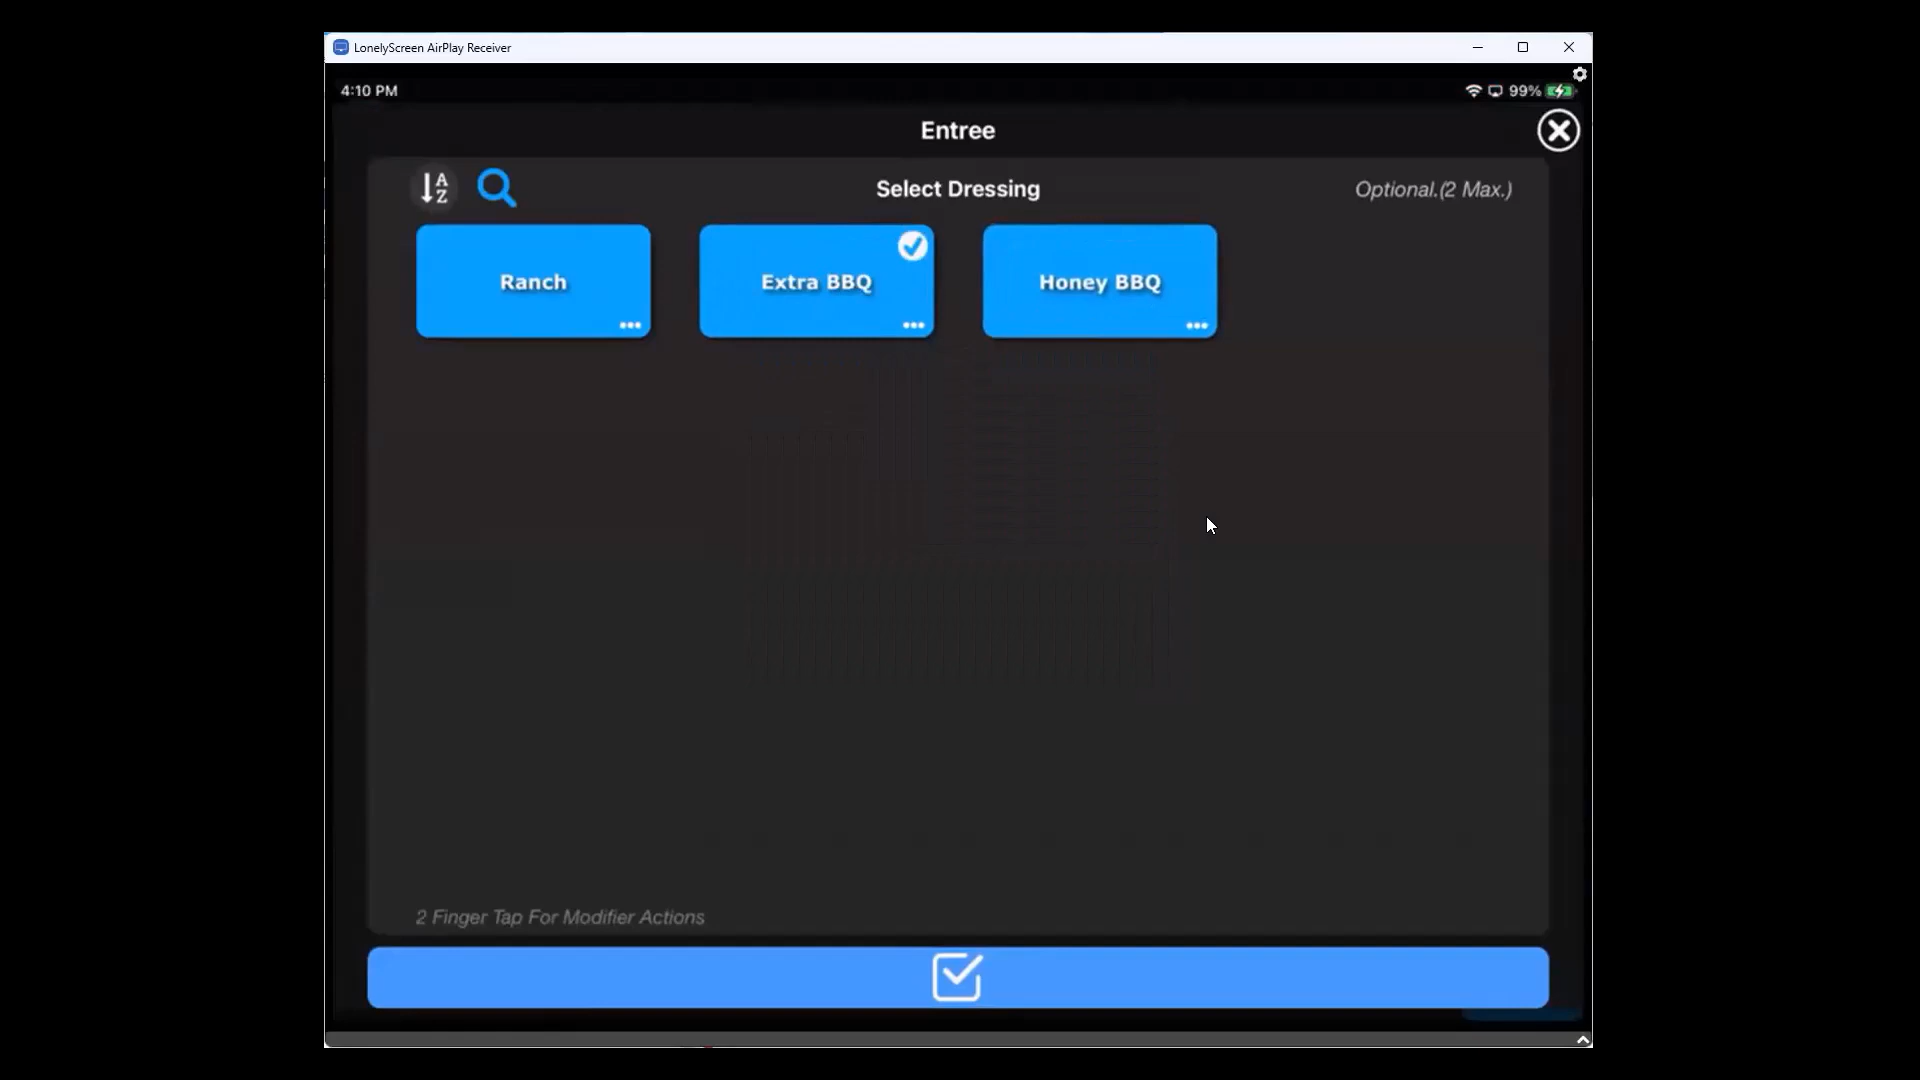 LonelyScreen AirPlay Receiver
4:10 PM
99%
Entree
A
Z
Select Dressing
Optional.(2 Max.)
Ranch
Extra BBQ
Honey BBQ
2 Finger Tap For Modifier Actions